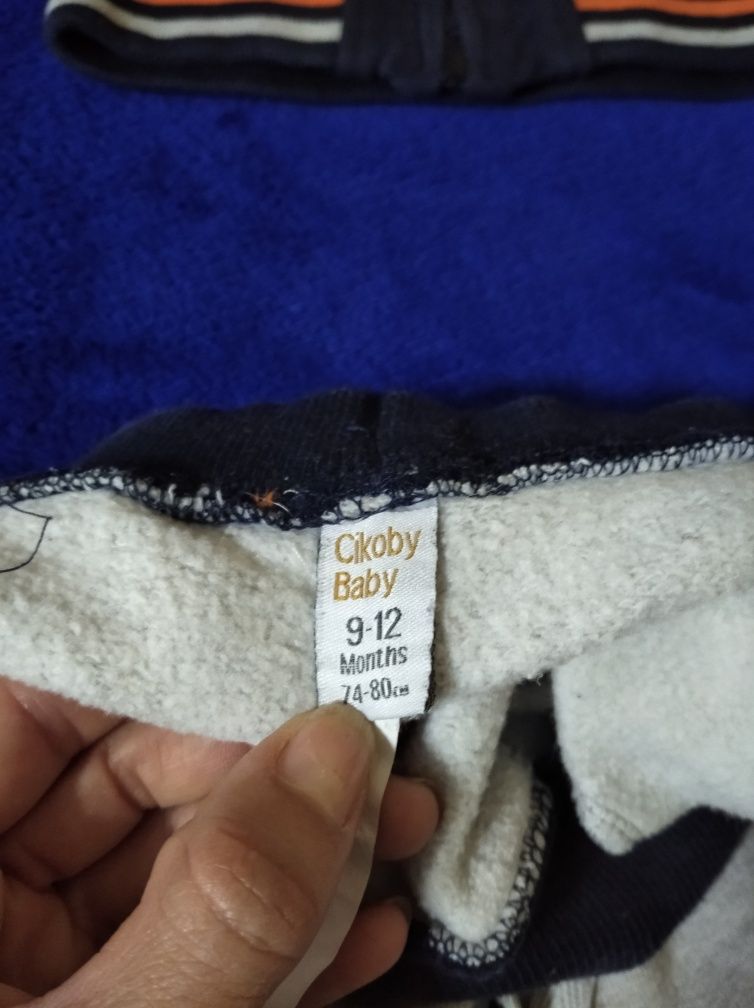 Cikoby
Baby
9-12
Months
74-80cm